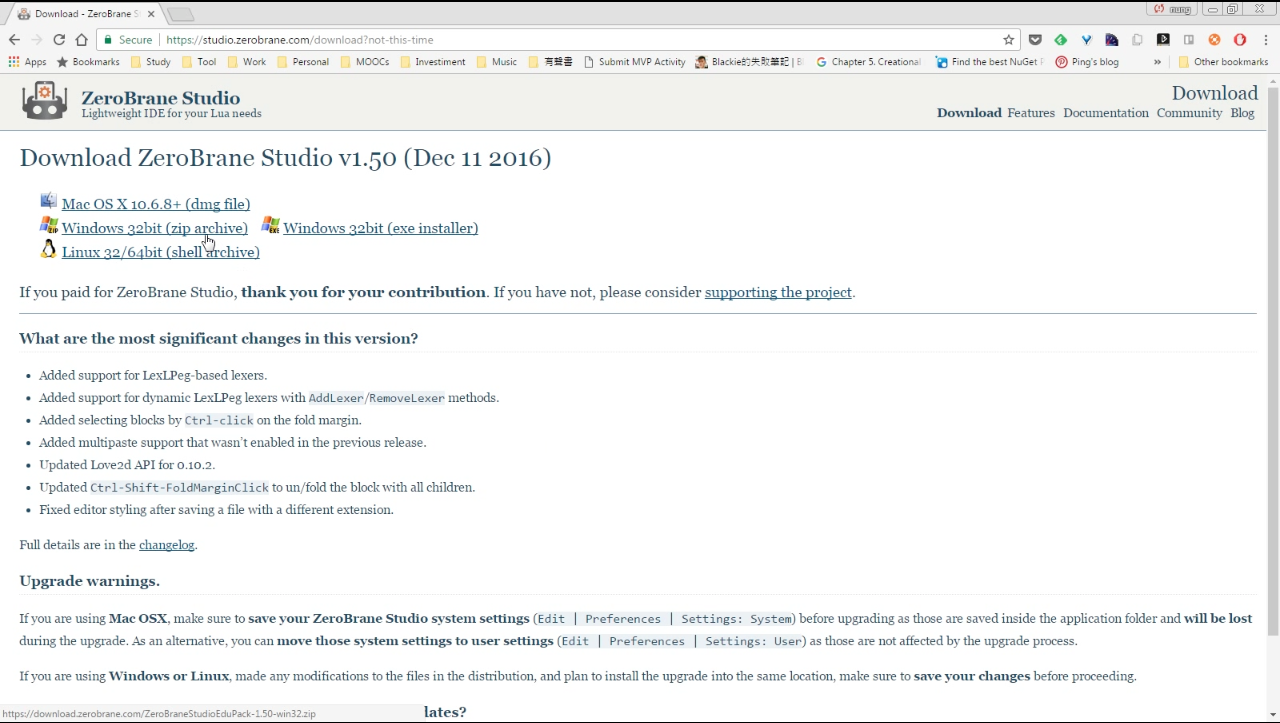 Download - ZeroBrane S
nung
Secure https://studio.zerobrane.com/download?not-this-time
Apps Bookmarks Study Tool Work Personal MOOCs Investiment Music 有聲書 Submit MVP Activity Blackie的失敗筆記 | B Chapter 5. Creational Find the best NuGet P Ping's blog » Other bookmarks
ZeroBrane Studio
Lightweight IDE for your Lua needs
Download
Download Features Documentation Community Blog
Download ZeroBrane Studio v1.50 (Dec 11 2016)
Mac OS X 10.6.8+ (dmg file)
Windows 32bit (zip archive) Windows 32bit (exe installer)
Linux 32/64bit (shell archive)
If you paid for ZeroBrane Studio, thank you for your contribution. If you have not, please consider supporting the project.
What are the most significant changes in this version?
• Added support for LexLPeg-based lexers.
• Added support for dynamic LexLPeg lexers with AddLexer/RemoveLexer methods.
• Added selecting blocks by Ctrl-click on the fold margin.
• Added multipaste support that wasn't enabled in the previous release.
• Updated Love2d API for 0.10.2.
• Updated Ctrl-Shift-FoldMarginClick to un/fold the block with all children.
• Fixed editor styling after saving a file with a different extension.
Full details are in the changelog.
Upgrade warnings.
If you are using Mac OSX, make sure to save your ZeroBrane Studio system settings (Edit | Preferences | Settings: System) before upgrading as those are saved inside the application folder and will be lost
during the upgrade. As an alternative, you can move those system settings to user settings (Edit | Preferences | Settings: User) as those are not affected by the upgrade process.
If you are using Windows or Linux, made any modifications to the files in the distribution, and plan to install the upgrade into the same location, make sure to save your changes before proceeding.
https://download.zerobrane.com/ZeroBraneStudioEduPack-1.50-win32.zip
lates?